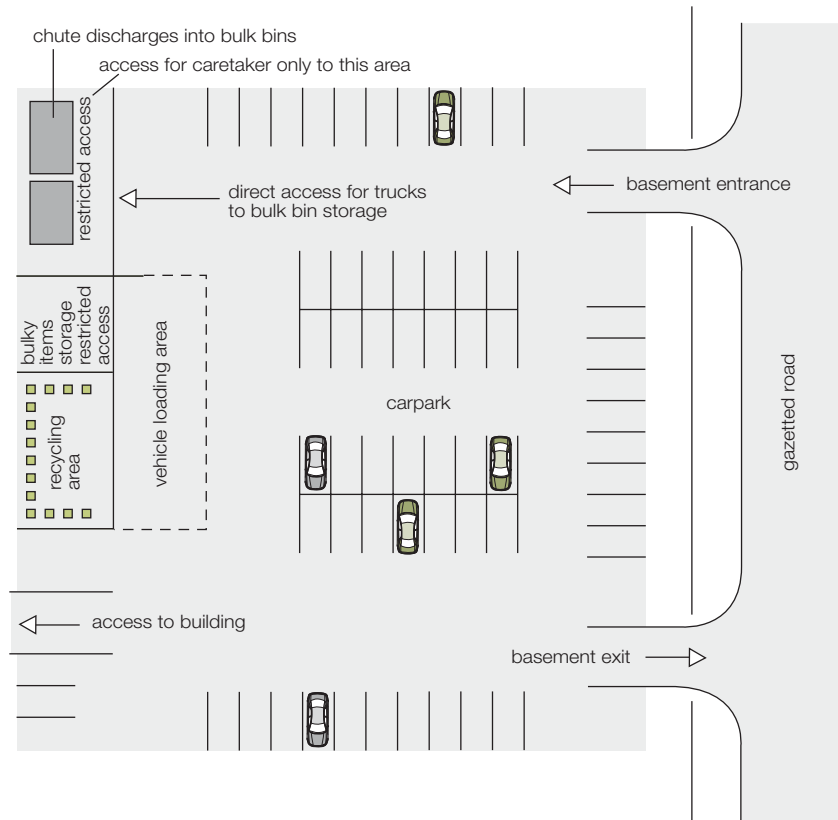 chute discharges into bulk bins
access for caretaker only to this area
restricted access
direct access for trucks
to bulk bin storage
basement entrance
bulky
items
storage
restricted
access
vehicle loading area
carpark
recycling
area
gazetted road
access to building
basement exit